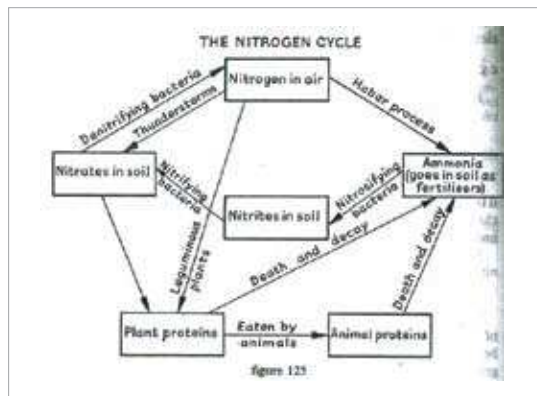 THE NITROGEN CYCLE
Nitrogen in air
Denitrifying bacteria
Thunderstorms
Haber process
Nitrates in soil
Nitrifying
bacteria
Nitrites in soil
Nitrosifying
bacteria
Ammonia
(goes in soil as
fertilisers)
Leguminous
plants
Death and decay
Death and decay
Plant proteins
Eaten by
animals
Animal proteins
figure 125